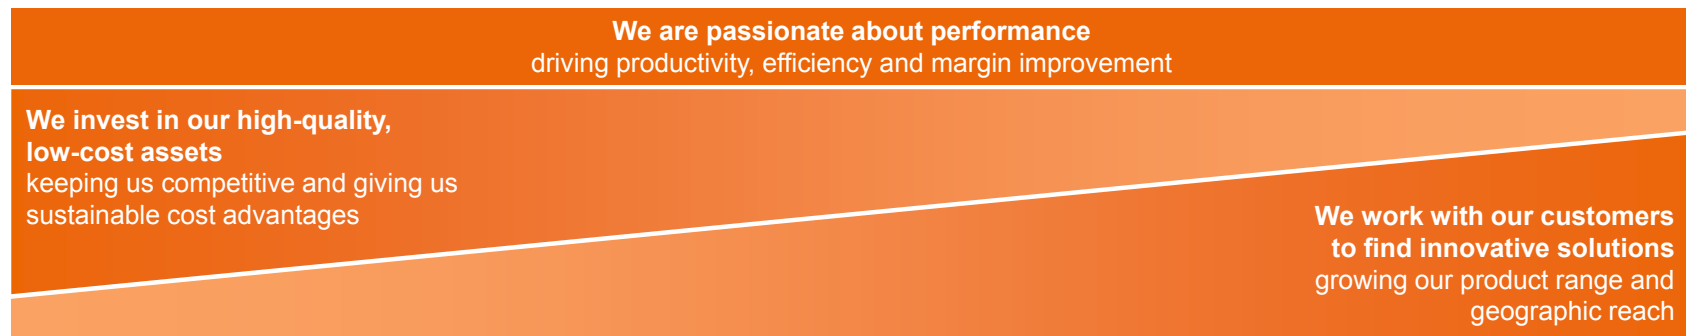 We are passionate about performance
driving productivity, efficiency and margin improvement
We invest in our high-quality,
low-cost assets
keeping us competitive and giving us
sustainable cost advantages
We work with our customers
to find innovative solutions
growing our product range and
geographic reach